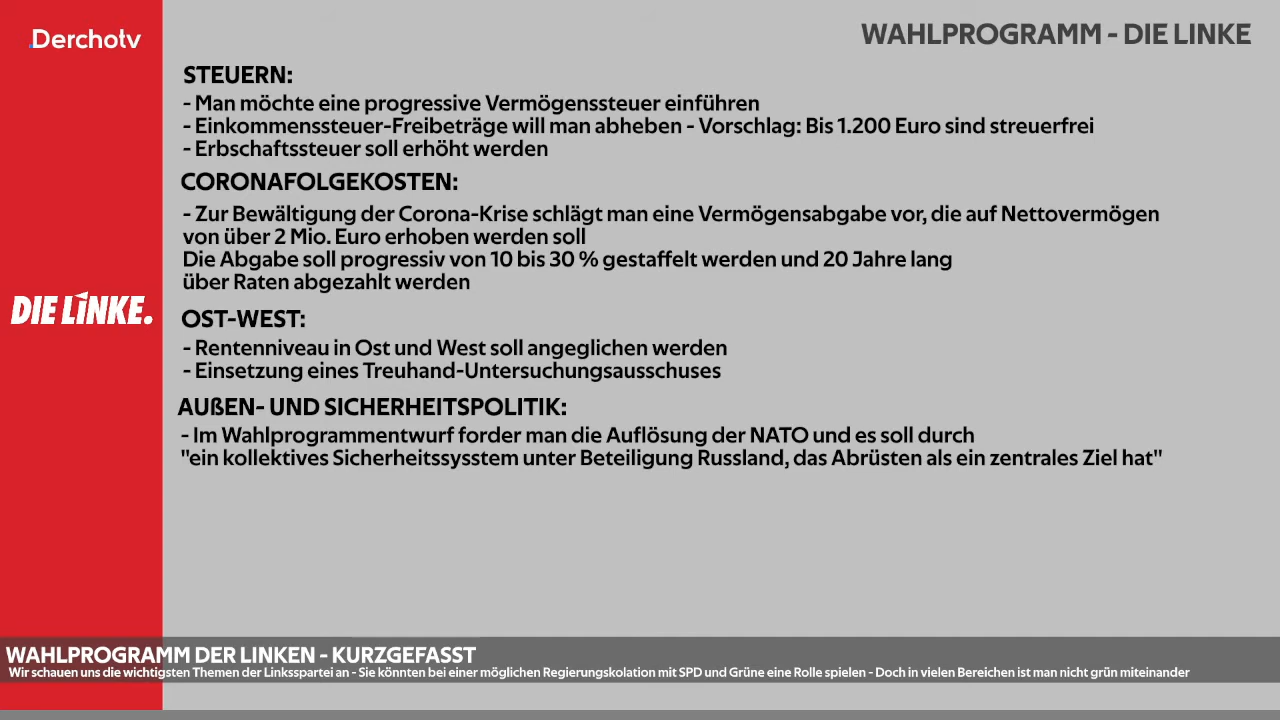 Derchotv
WAHLPROGRAMM - DIE LINKE
STEUERN:
- Man möchte eine progressive Vermögenssteuer einführen
- Einkommenssteuer-Freibeträge will man abheben - Vorschlag: Bis 1.200 Euro sind streuerfrei
- Erbschaftssteuer soll erhöht werden
CORONAFOLGEKOSTEN:
- Zur Bewältigung der Corona-Krise schlägt man eine Vermögensabgabe vor, die auf Nettovermögen
von über 2 Mio. Euro erhoben werden soll
Die Abgabe soll progressiv von 10 bis 30 % gestaffelt werden und 20 Jahre lang
über Raten abgezahlt werden
DIE LINKE.
OST-WEST:
- Rentenniveau in Ost und West soll angeglichen werden
- Einsetzung eines Treuhand-Untersuchungsausschuses
AUßEN- UND SICHERHEITSPOLITIK:
- Im Wahlprogrammentwurf forder man die Auflösung der NATO und es soll durch
"ein kollektives Sicherheitssysstem unter Beteiligung Russland, das Abrüsten als ein zentrales Ziel hat"
WAHLPROGRAMM DER LINKEN - KURZGEFASST
Wir schauen uns die wichtigsten Themen der Linksspartei an - Sie könnten bei einer möglichen Regierungskolation mit SPD und Grüne eine Rolle spielen - Doch in vielen Bereichen ist man nicht grün miteinander